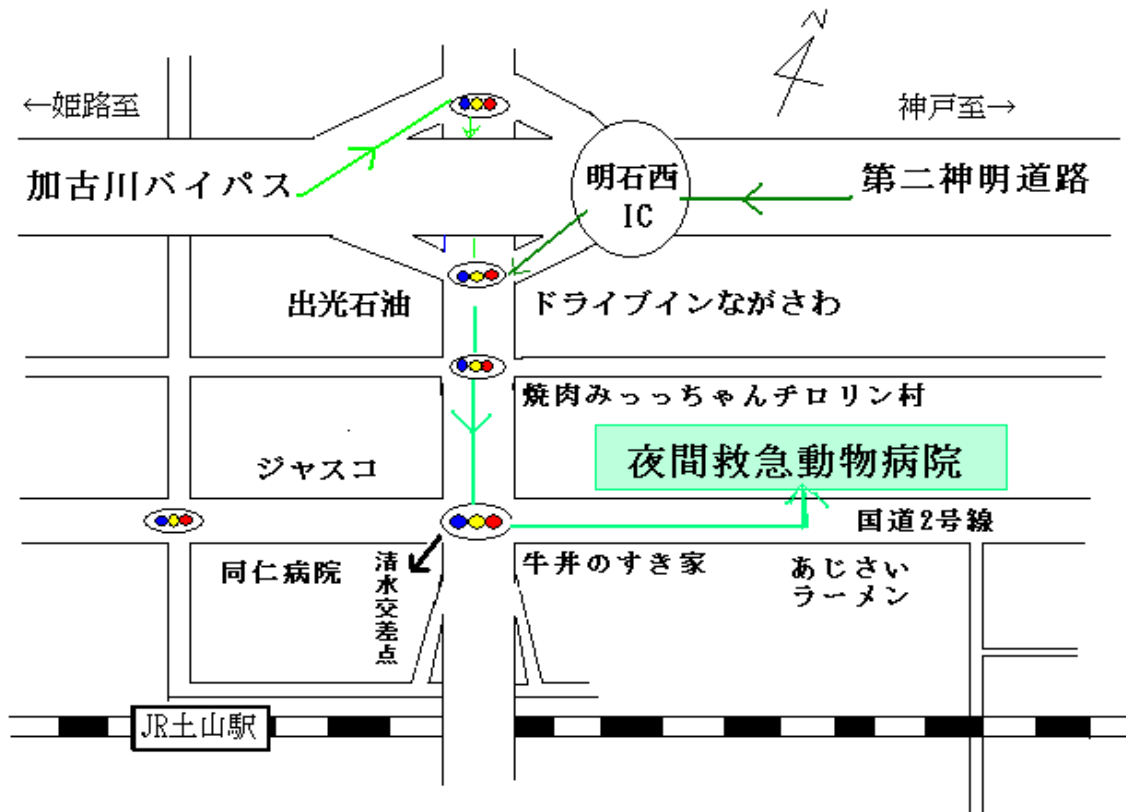 N
←姫路至
神戸至→
加古川バイパス
明石西
IC
第二神明道路
出光石油
ドライブインながさわ
焼肉みっっちゃんチロリン村
ジャスコ
夜間救急動物病院
国道2号線
同仁病院
清水交差点
牛丼のすき家
あじさい
ラーメン
JR土山駅